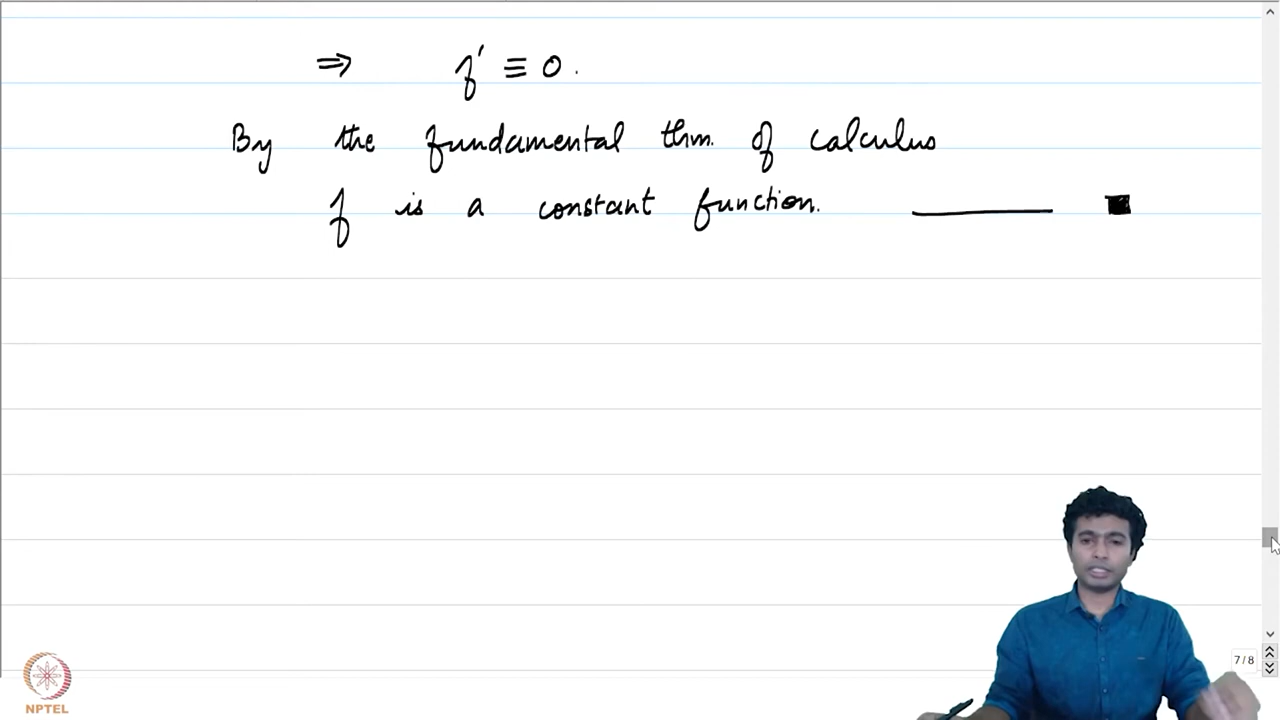 ⇒ f' ≡ 0.
By the fundamental thm. of calculus
f is a constant function. ■
7 / 8
NPTEL